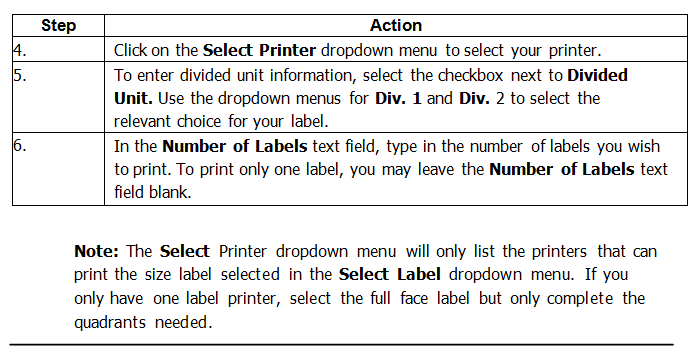 Step Action
4. Click on the Select Printer dropdown menu to select your printer.
5. To enter divided unit information, select the checkbox next to Divided
Unit. Use the dropdown menus for Div. 1 and Div. 2 to select the
relevant choice for your label.
6. In the Number of Labels text field, type in the number of labels you wish
to print. To print only one label, you may leave the Number of Labels text
field blank.
Note: The Select Printer dropdown menu will only list the printers that can
print the size label selected in the Select Label dropdown menu. If you
only have one label printer, select the full face label but only complete the
quadrants needed.